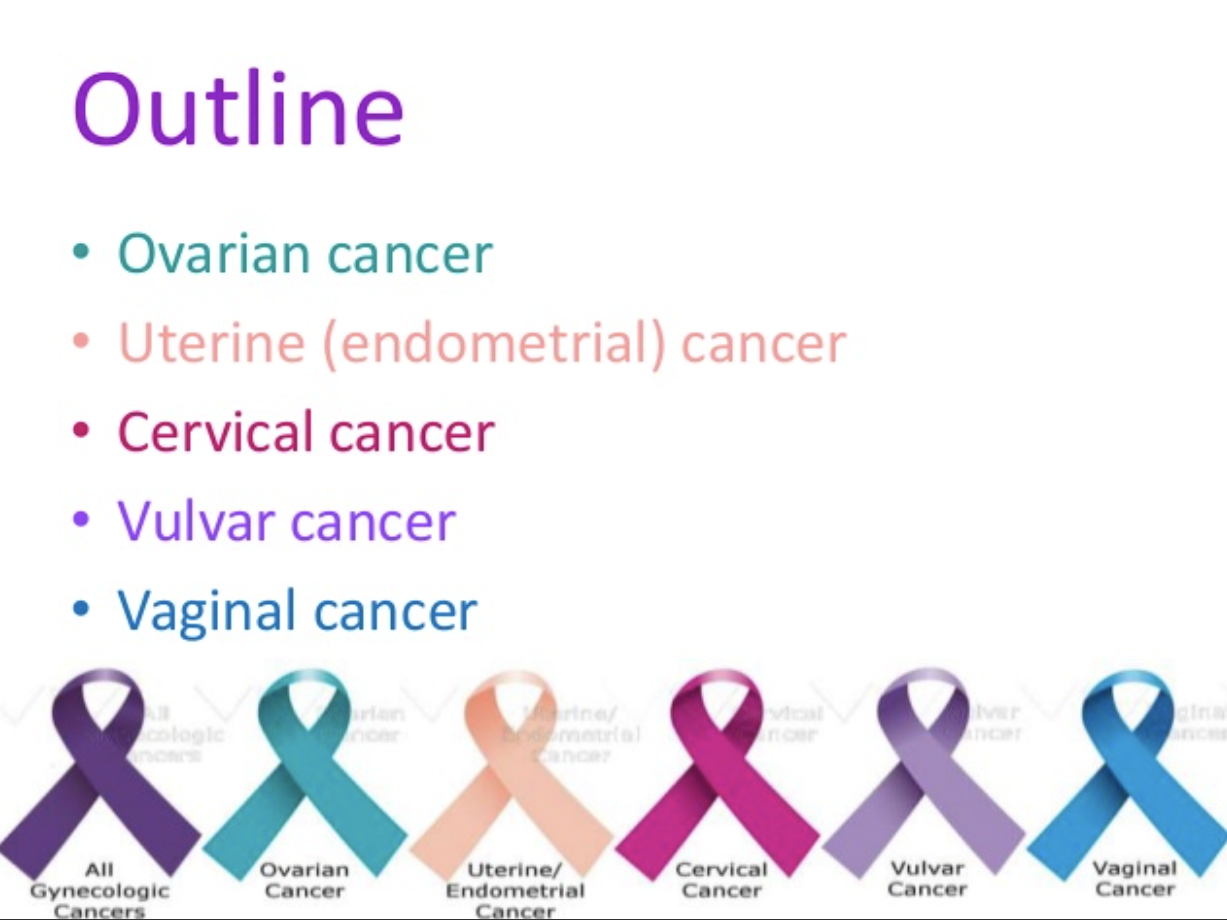 Outline
• Ovarian cancer
• Uterine (endometrial) cancer
• Cervical cancer
• Vulvar cancer
• Vaginal cancer
All
Gynecologic
Cancers
Ovarian
Cancer
Uterine/
Endometrial
Cancer
Cervical
Cancer
Vulvar
Cancer
Vaginal
Cancer